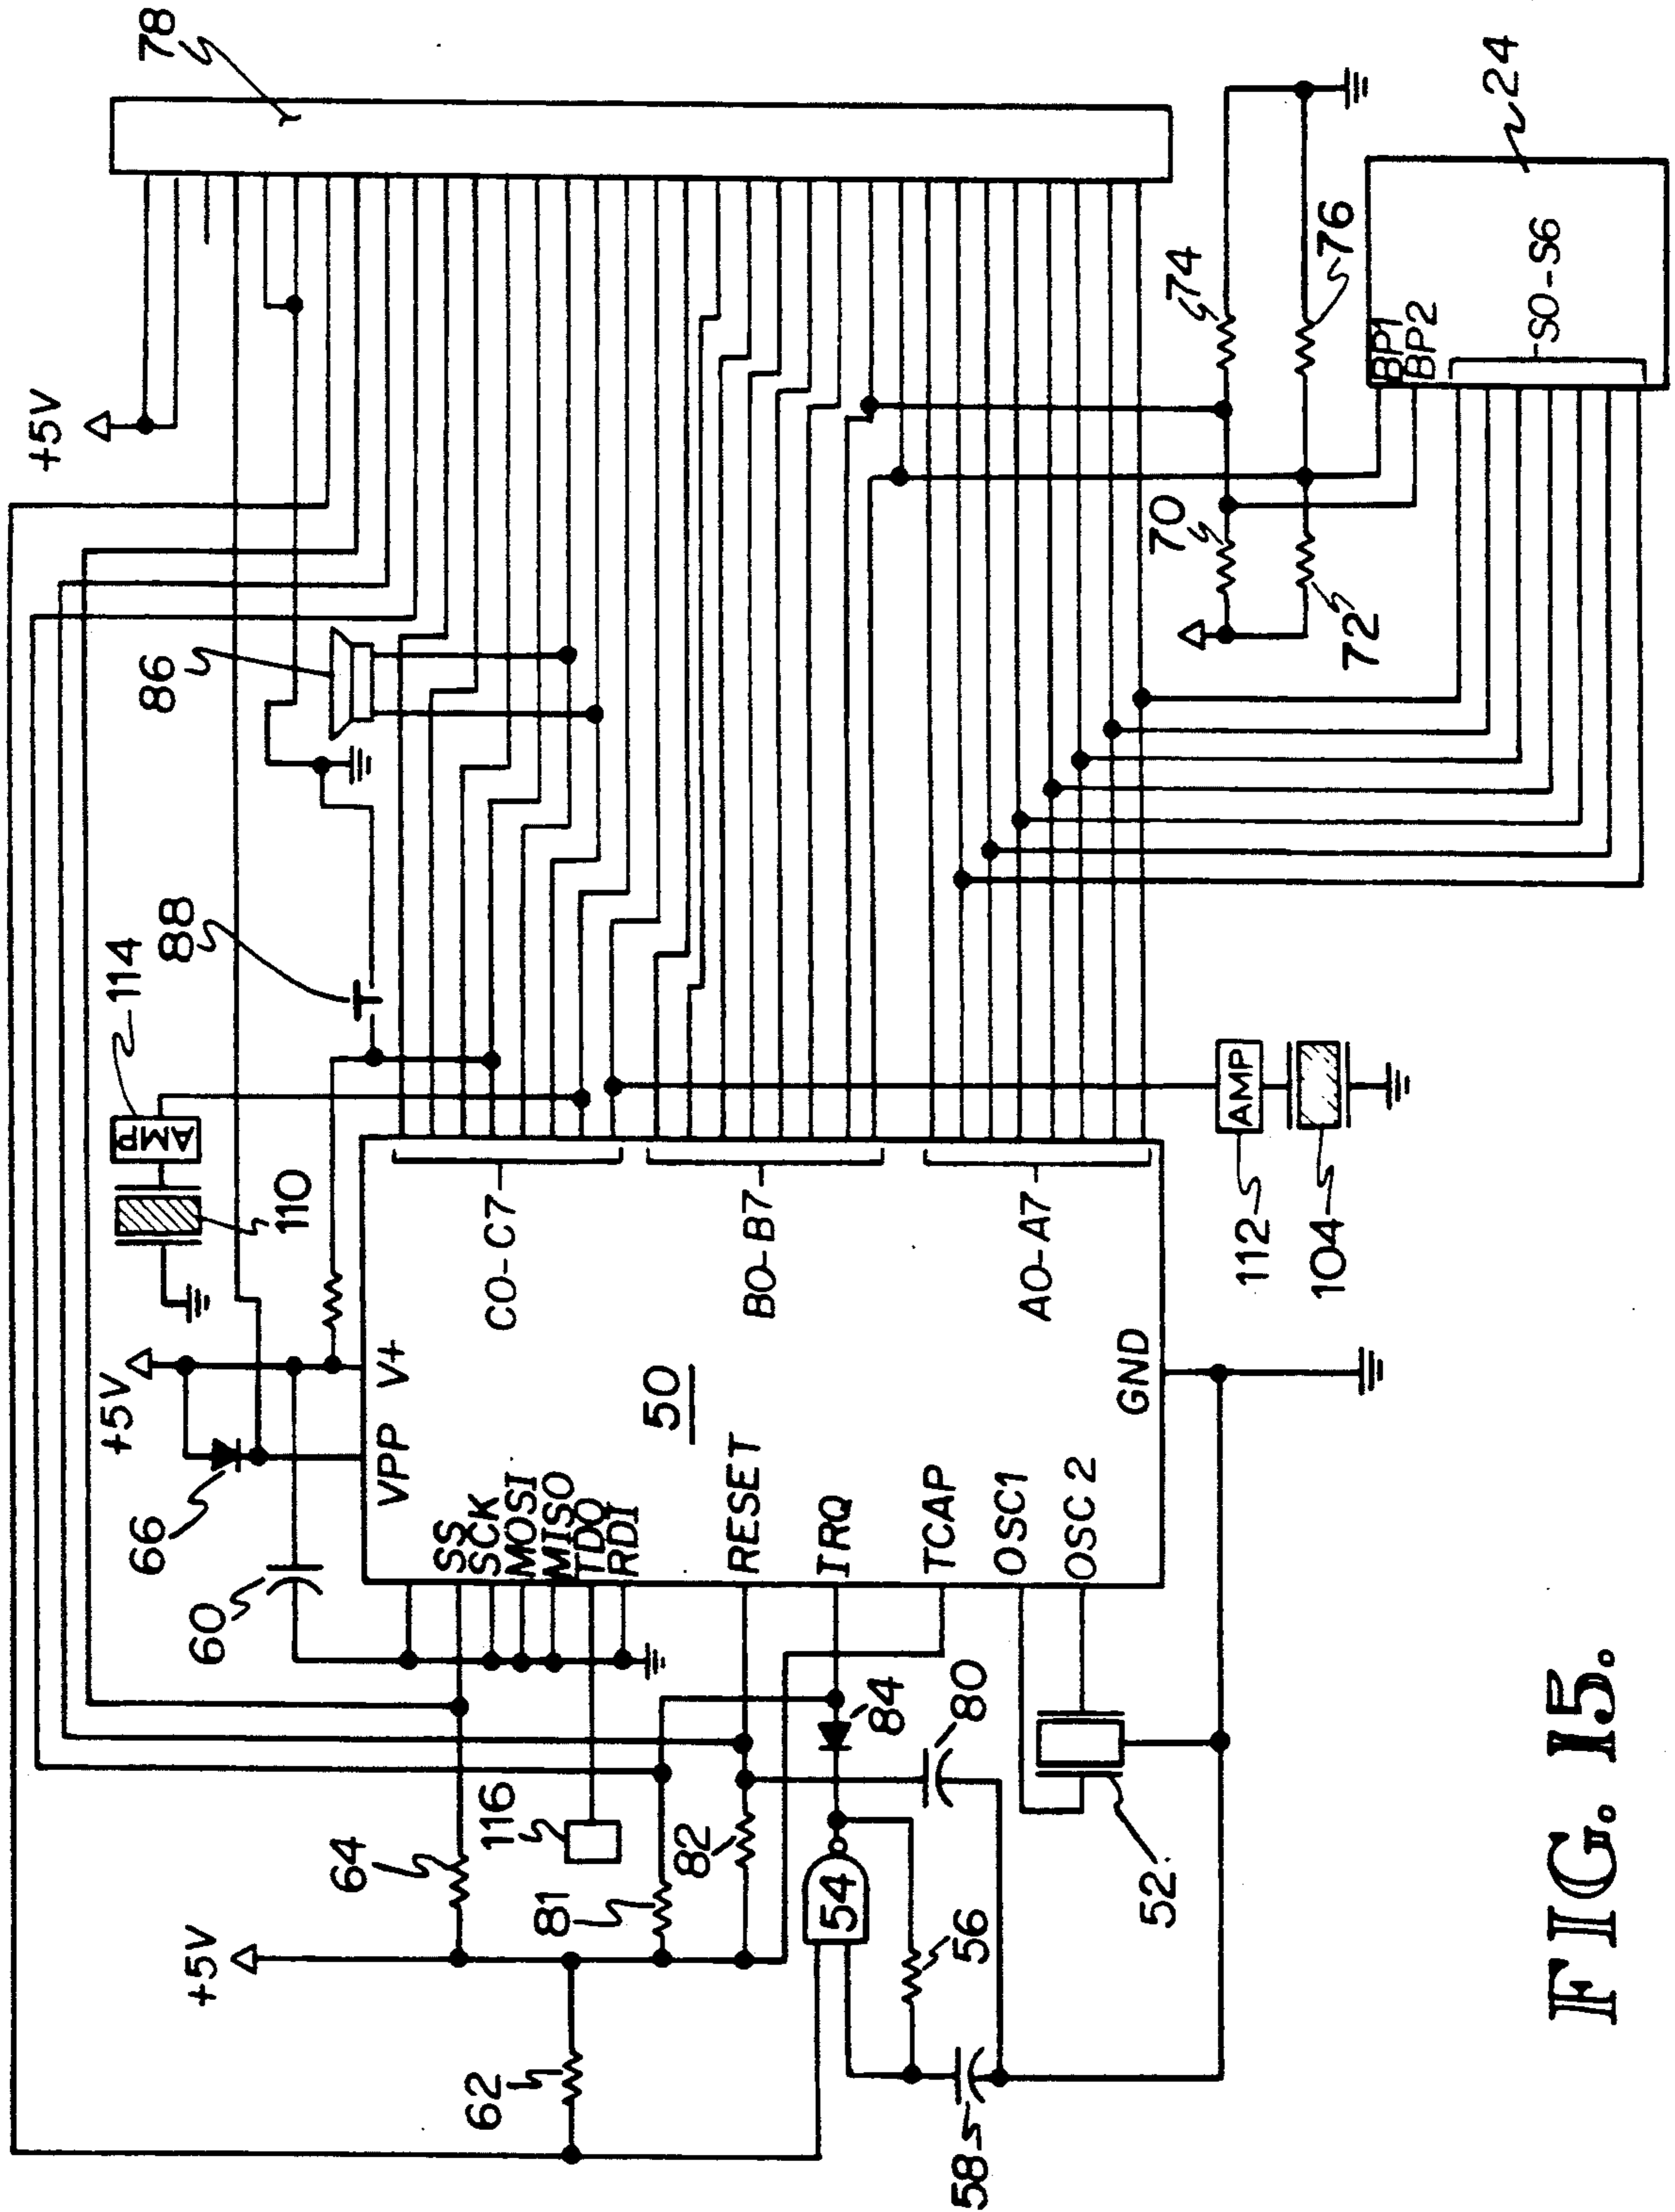 78
+5V
86
88
114
AMP
110
+5V
66
60
VPP
V+
SS
SCK
MOSI
MISO
TDO
RDI
RESET
IRQ
TCAP
OSC1
OSC 2
GND
50
C0-C7
B0-B7
A0-A7
70
74
72
76
BP1
BP2
S0-S6
24
AMP
112
104
64
116
81
82
84
80
+5V
54
56
52
62
58
FIG. 15.